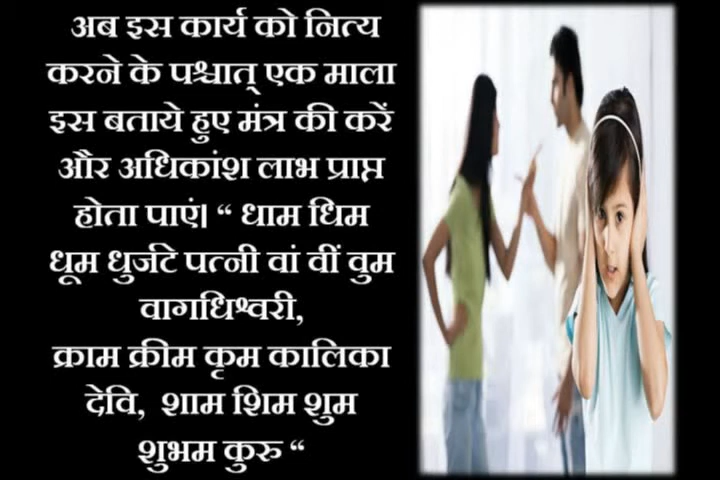 अब इस कार्य को नित्य
करने के पश्चात् एक माला
इस बताये हुए मंत्र की करें
और अधिकांश लाभ प्राप्त
होता पाएं। “ धाम धिम
धूम धुर्जटे पत्नी वां वीं वुम
वागधिश्वरी,
क्राम क्रीम कृम कालिका
देवि, शाम शिम शुम
शुभम कुरु “